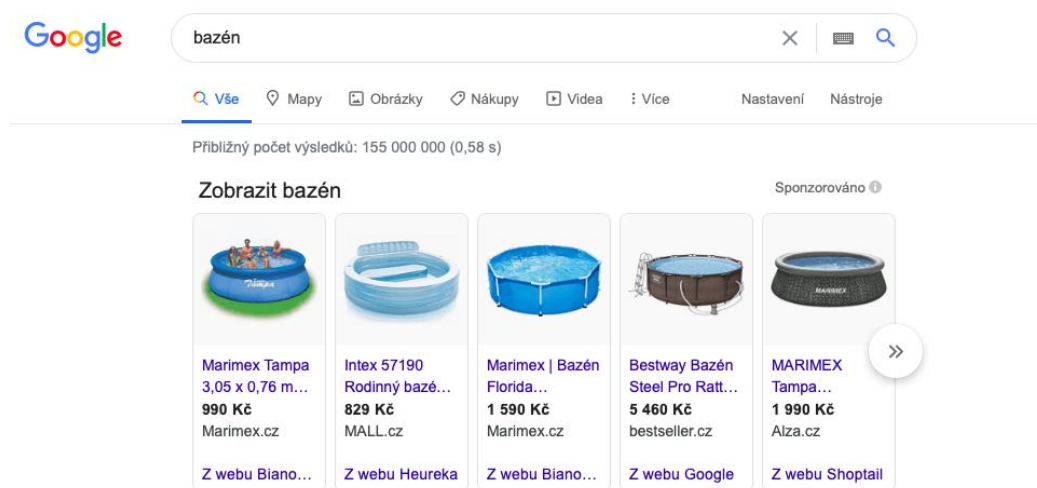 Google
bazén
Vše Mapy Obrázky Nákupy Videa Více Nastavení Nástroje
Přibližný počet výsledků: 155 000 000 (0,58 s)
Zobrazit bazén
Sponzorováno
Tampa
MARIMEX
Marimex Tampa
3,05 x 0,76 m...
990 Kč
Marimex.cz
Z webu Biano...
Intex 57190
Rodinný bazé...
829 Kč
MALL.cz
Z webu Heureka
Marimex | Bazén
Florida...
1 590 Kč
Marimex.cz
Z webu Biano...
Bestway Bazén
Steel Pro Ratt...
5 460 Kč
bestseller.cz
Z webu Google
MARIMEX
Tampa...
1 990 Kč
Alza.cz
Z webu Shoptail